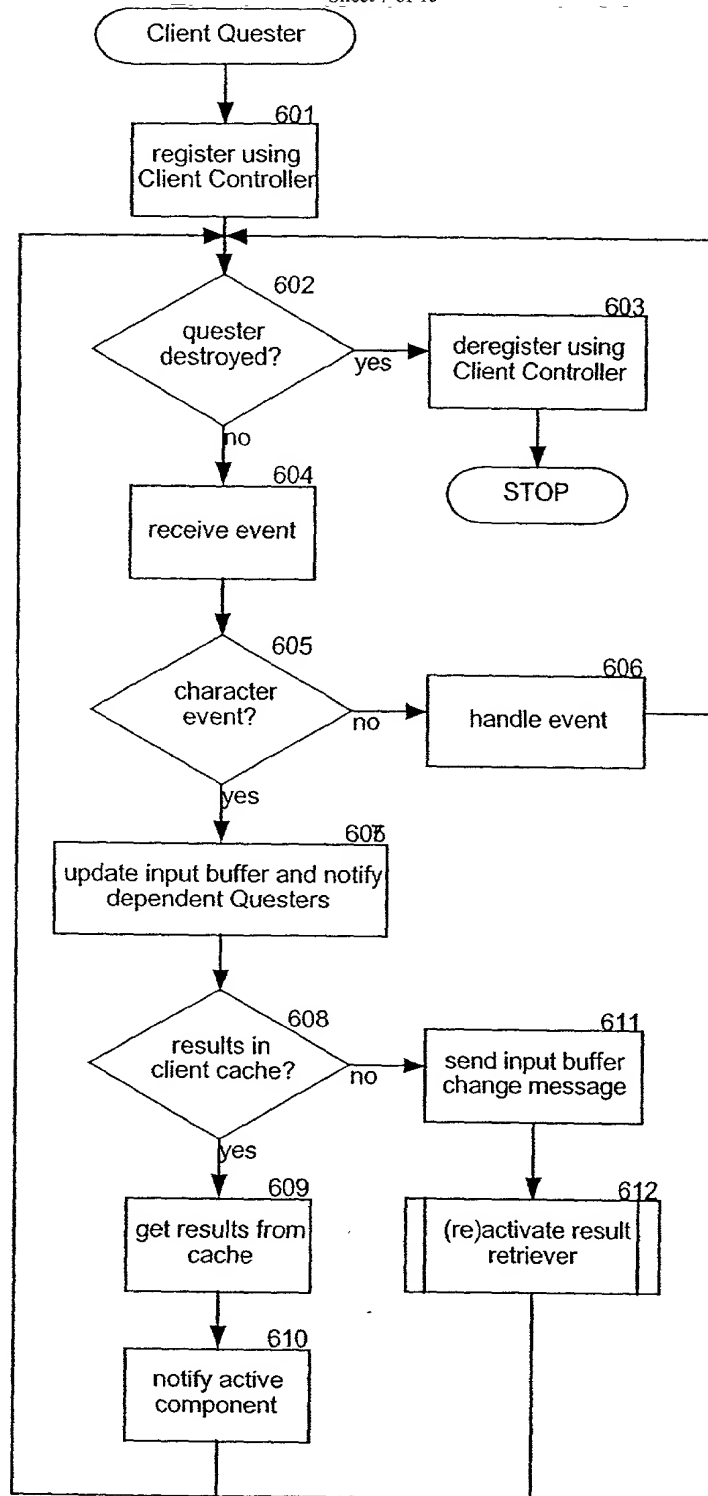 Client Quester
601
register using
Client Controller
602
quester
destroyed?
yes
603
deregister using
Client Controller
STOP
no
604
receive event
605
character
event?
no
606
handle event
yes
update input buffer and notify
dependent Questers
608
results in
client cache?
no
611
send input buffer
change message
yes
609
get results from
cache
612
(re)activate result
retriever
610
notify active
component